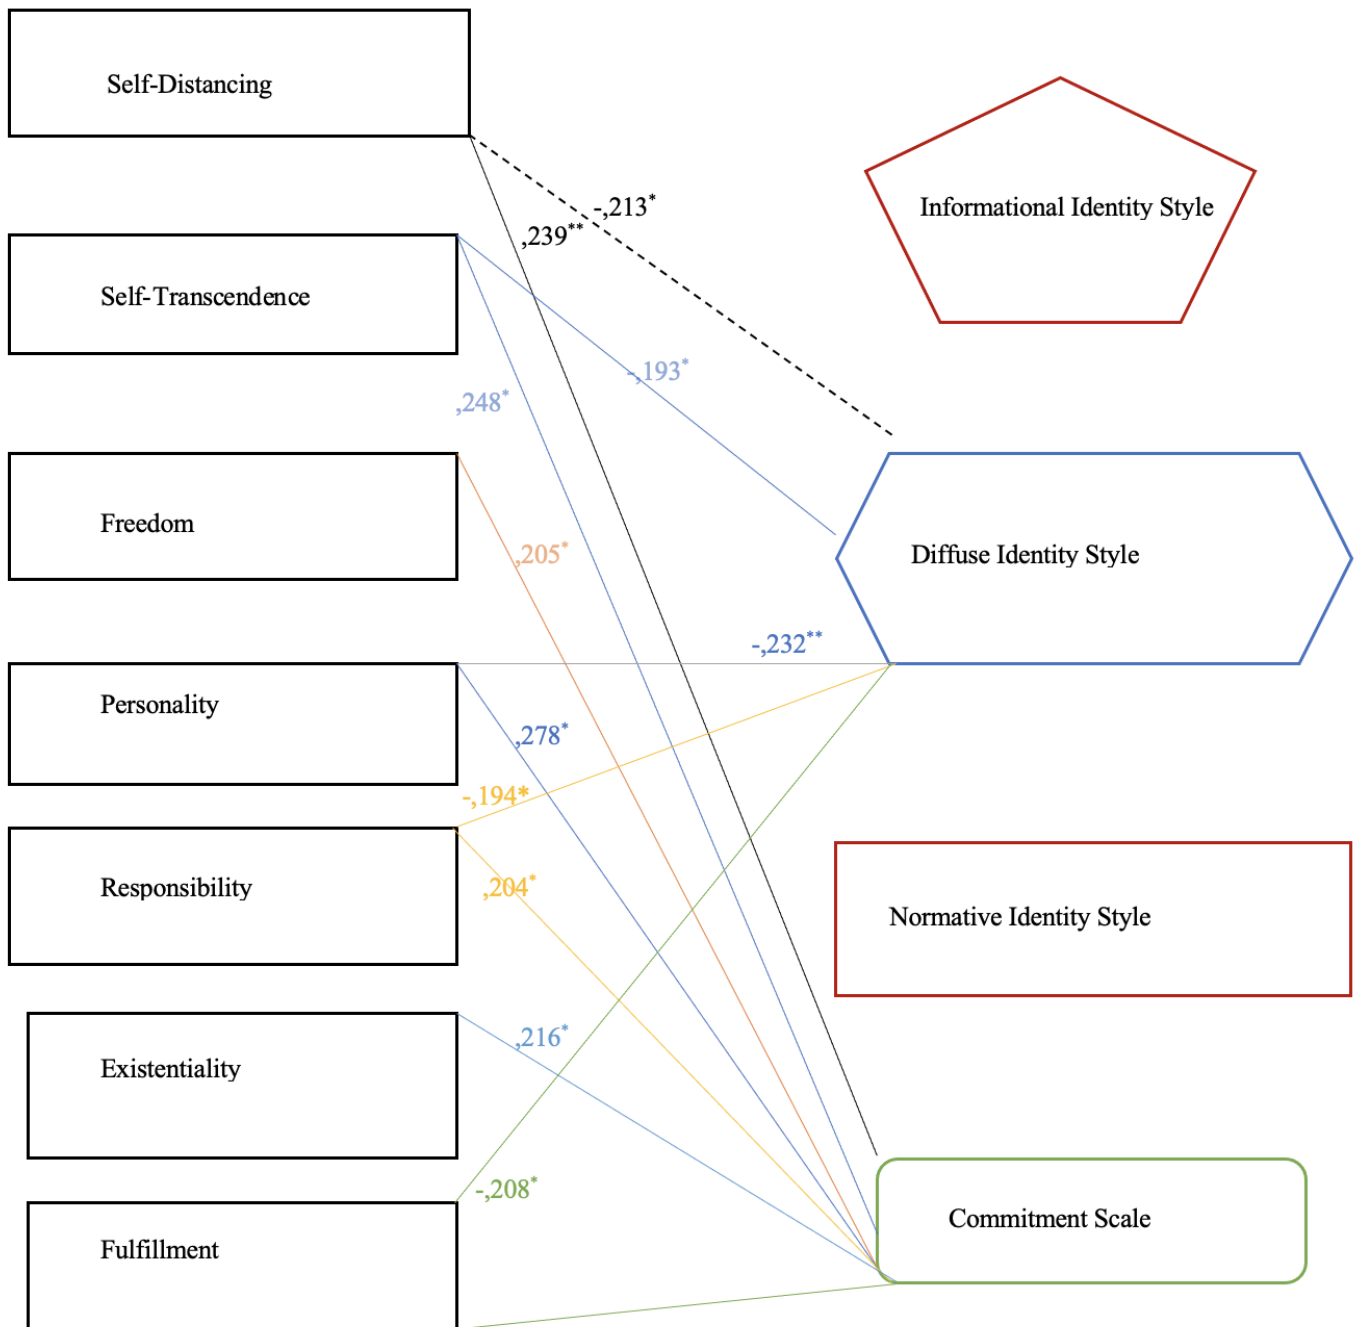 Self-Distancing
Informational Identity Style
-,213*
,239**
Self-Transcendence
-,193*
,248*
Freedom
,205*
Diffuse Identity Style
-,232**
Personality
,278*
-,194*
Responsibility
,204*
Normative Identity Style
Existentiality
,216*
-,208*
Commitment Scale
Fulfillment